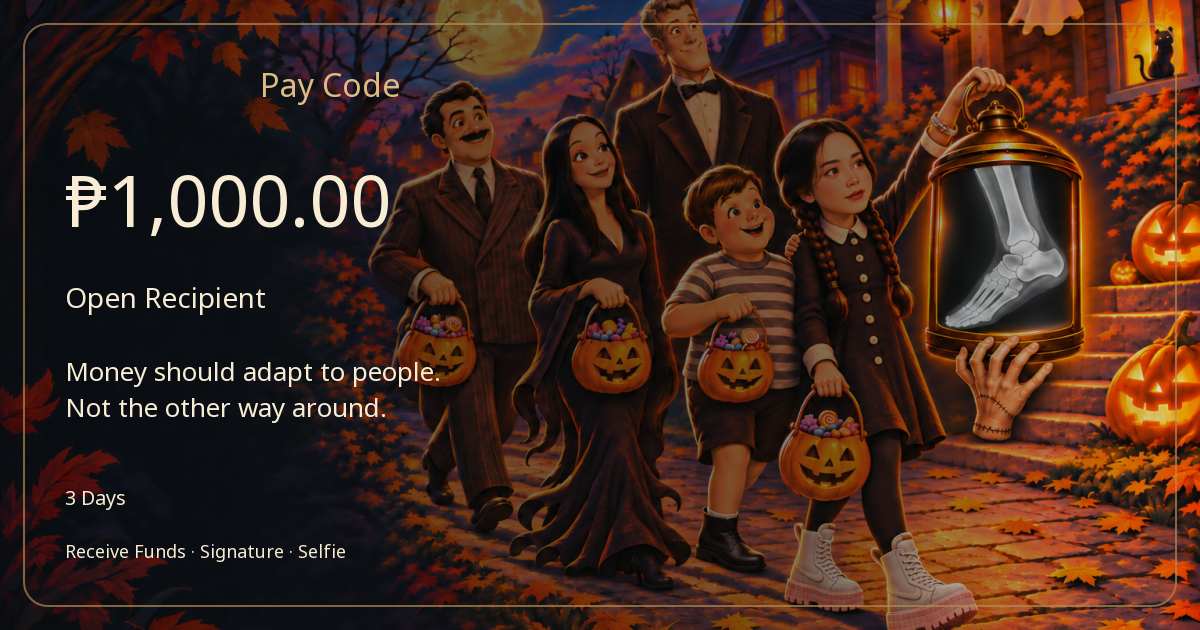 Pay Code
₱1,000.00
Open Recipient
Money should adapt to people.
Not the other way around.
3 Days
Receive Funds · Signature · Selfie